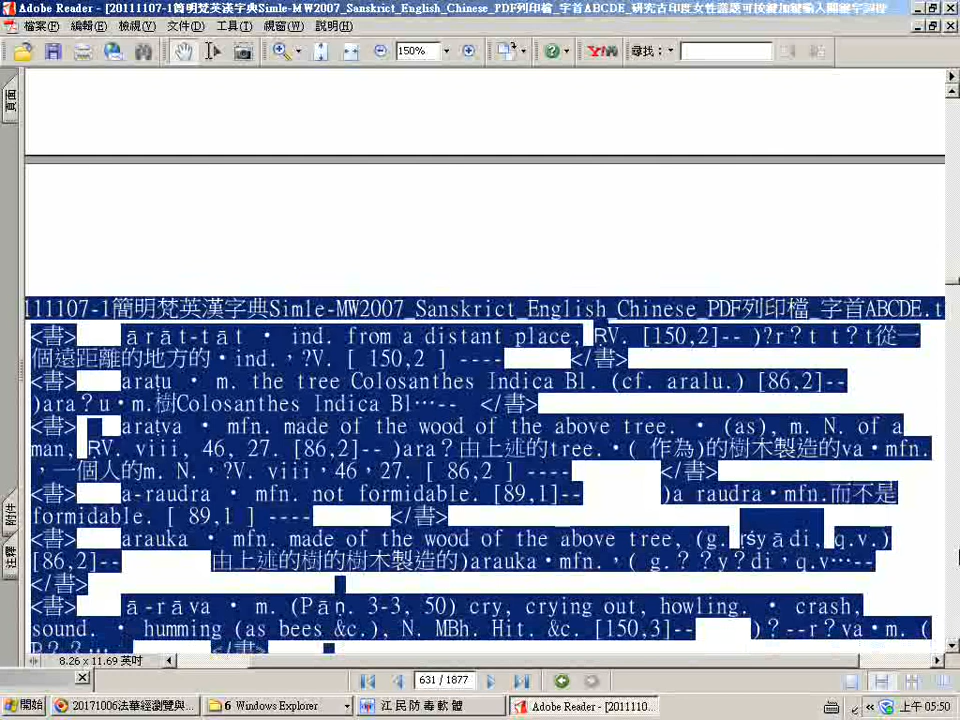 Adobe Reader - [20111107-1簡明梵英漢字典Simle-MW2007_Sanskrict_English_Chinese_PDF列印檔_字首ABCDE_研究古印度女性議題可按
檔案(F) 編輯(E) 檢視(V) 文件(D) 工具(T) 視窗(W) 說明(H)
150% Y! 尋找:
頁面
111107-1簡明梵英漢字典Simle-MW2007_Sanskrict_English_Chinese_PDF列印檔_字首ABCDE.t
<書> ārāt-tāt • ind. from a distant place, RV. [150,2]-- )?r?t t?t從一
個遠距離的地方的•ind.，?V. [ 150,2 ] ---- </書>
<書> araṭu • m. the tree Colosanthes Indica Bl. (cf. aralu.) [86,2]--
)ara?u•m.樹Colosanthes Indica Bl…-- </書>
<書> araṭva • mfn. made of the wood of the above tree. • (as), m. N. of a
man, RV. viii, 46, 27. [86,2]-- )ara?由上述的tree.•( 作為)的樹木製造的va•mfn.
，一個人的m. N.，?V. viii，46，27. [ 86,2 ] ---- </書>
<書> a-raudra • mfn. not formidable. [89,1]-- )a raudra•mfn.而不是
formidable. [ 89,1 ] ---- </書>
<書> arauka • mfn. made of the wood of the above tree, (g. ṛśyādi, q.v.)
[86,2]-- 由上述的樹的樹木製造的)arauka•mfn.，( g.??y?di，q.v…--
</書>
<書> ā-rāva • m. (Pāṇ. 3-3, 50) cry, crying out, howling. • crash,
sound. • humming (as bees &c.), N. MBh. Hit. &c. [150,3]-- )?--r?va•m. (
附件
注釋
8.26 x 11.69 英吋
631 / 1877
開始 20171006法華經瀏覽與... 6 Windows Explorer 江民防毒軟體 Adobe Reader - [2011110... 上午 05:50